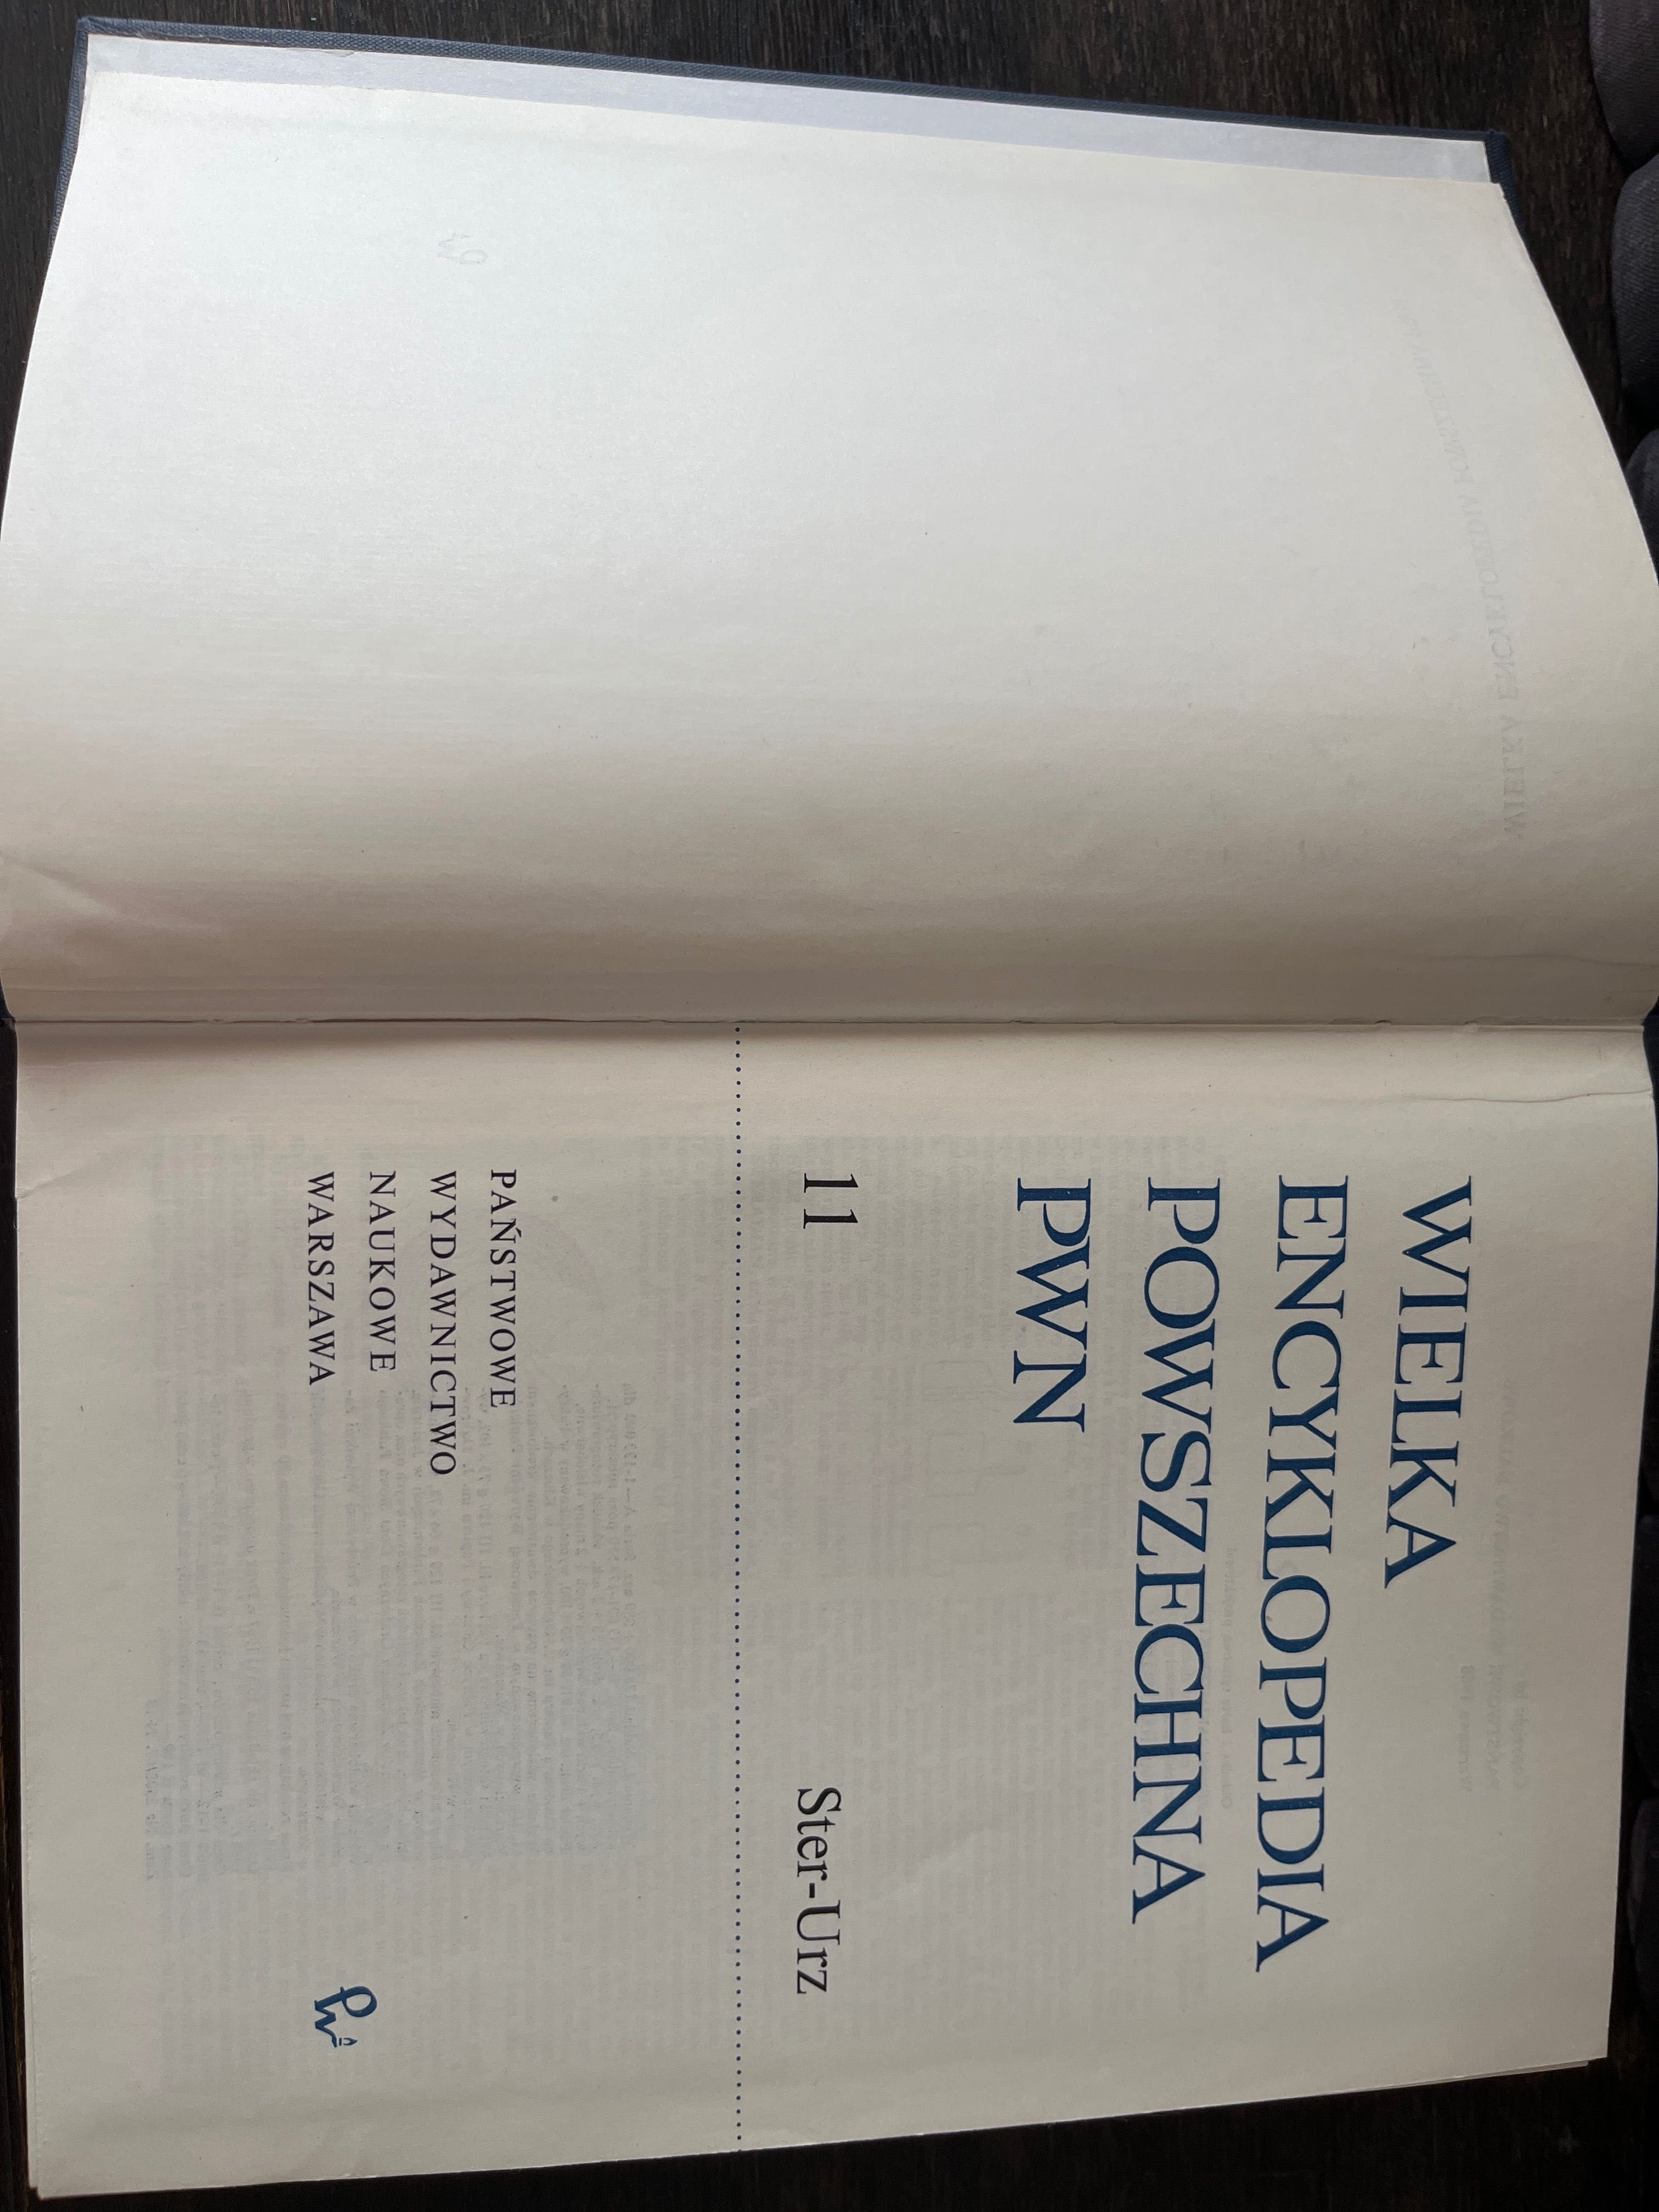 WIELKA
ENCYKLOPEDIA
POWSZECHNA
PWN
11 Ster-Urz
PAŃSTWOWE
WYDAWNICTWO
NAUKOWE
WARSZAWA